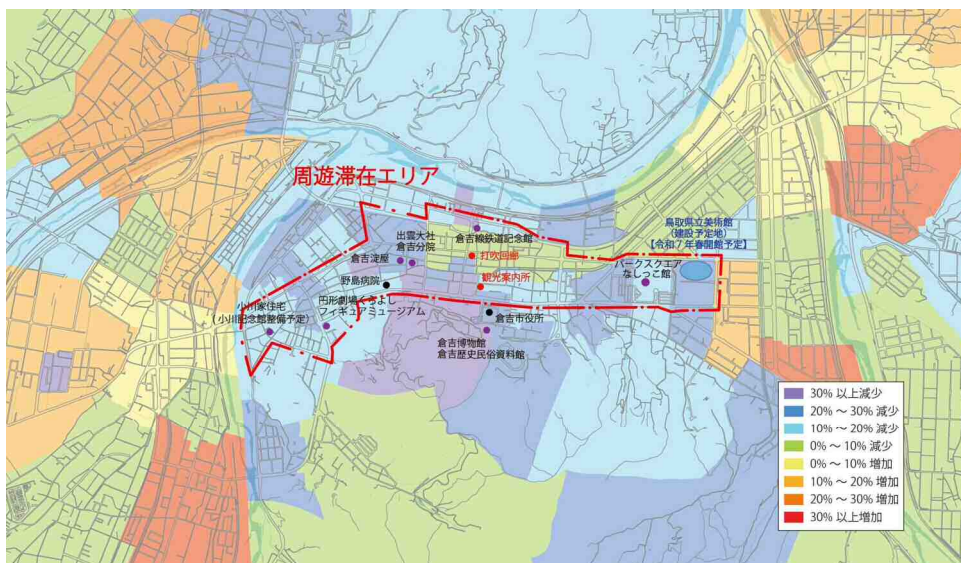 周遊滞在エリア
出雲大社
倉吉分院
倉吉線鉄道記念館
倉吉淀屋
打吹回廊
鳥取県立美術館
(建設予定地)
【令和7年春開館予定】
パークスクエア
なしっこ館
野島病院
観光案内所
円形劇場くらよし
フィギュアミュージアム
小川家住宅
(小川記念館整備予定)
倉吉市役所
倉吉博物館
倉吉歴史民俗資料館
30% 以上減少
20% ～ 30% 減少
10% ～ 20% 減少
0% ～ 10% 減少
0% ～ 10% 増加
10% ～ 20% 増加
20% ～ 30% 増加
30% 以上増加